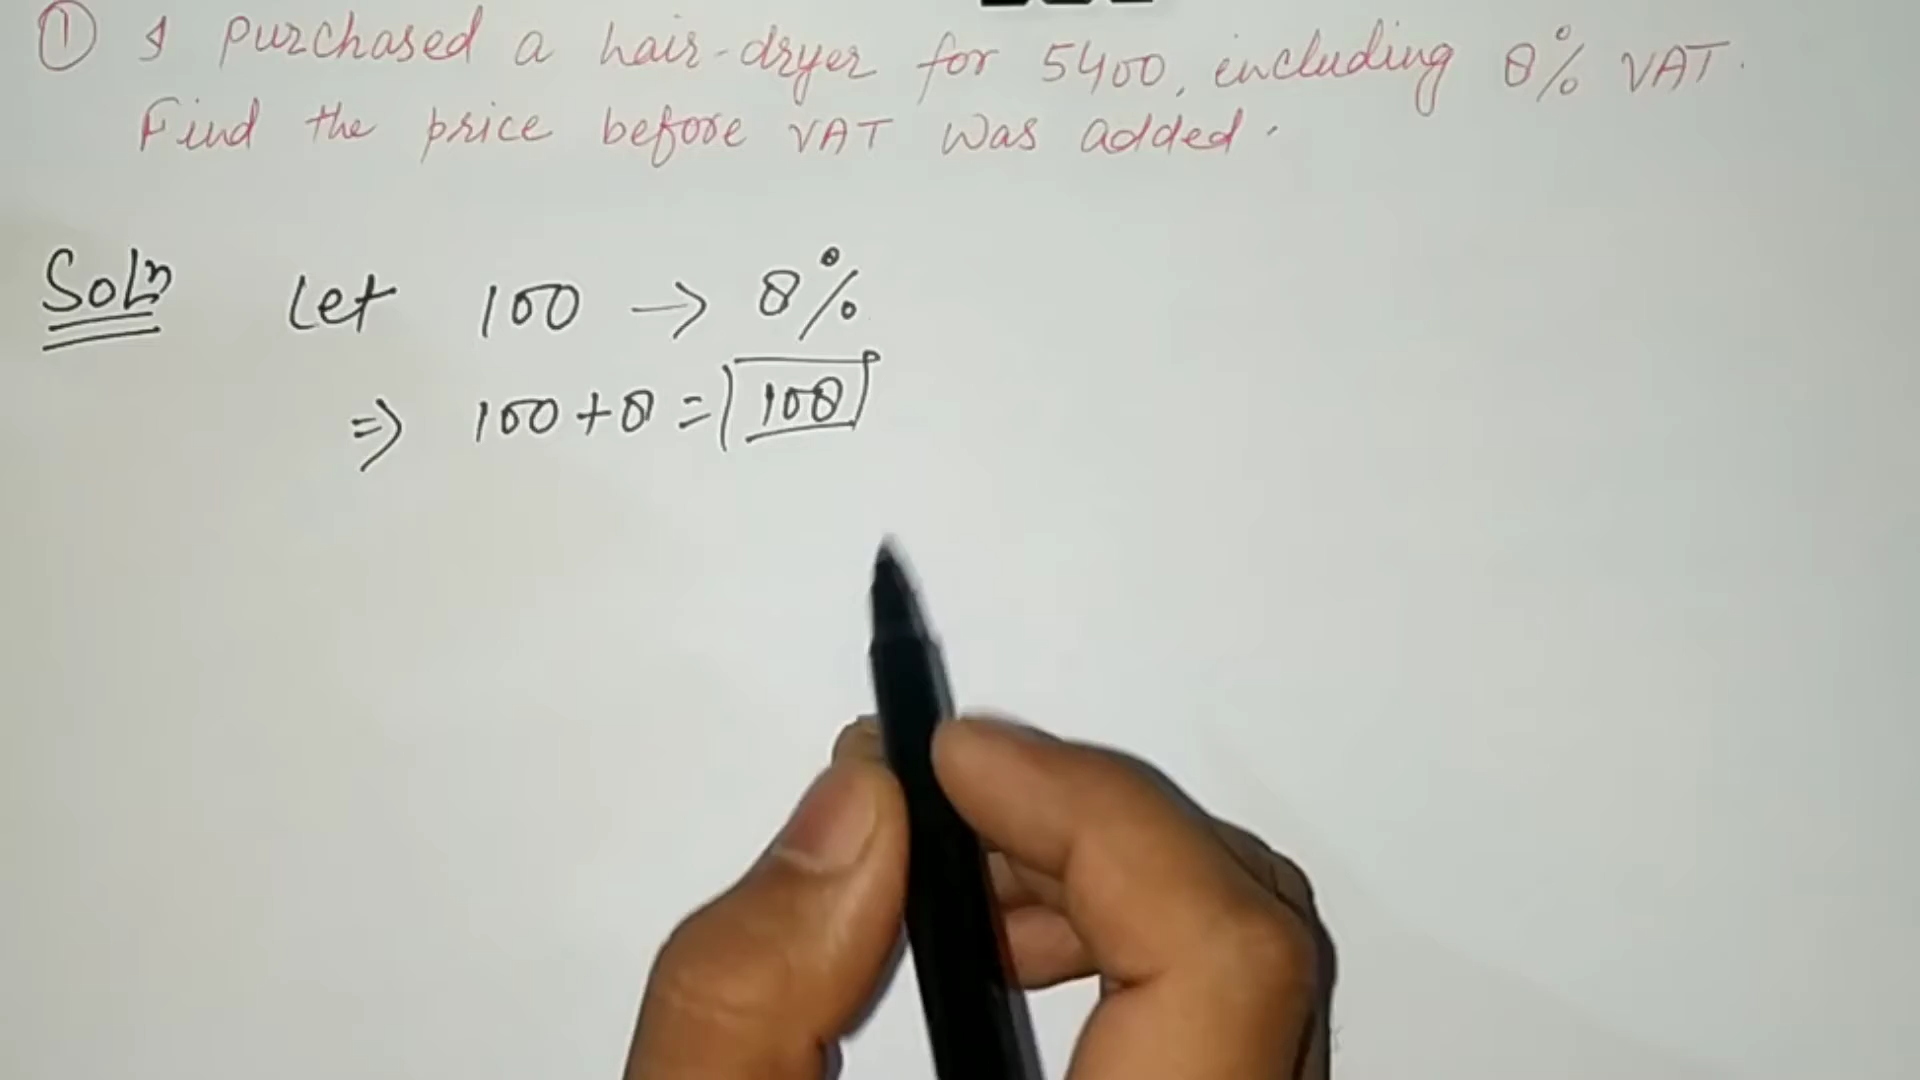 ① I purchased a hair-dryer for 5400, including 8% VAT.
Find the price before VAT was added.
Solⁿ Let 100 → 8%
⇒ 100+8 = 108